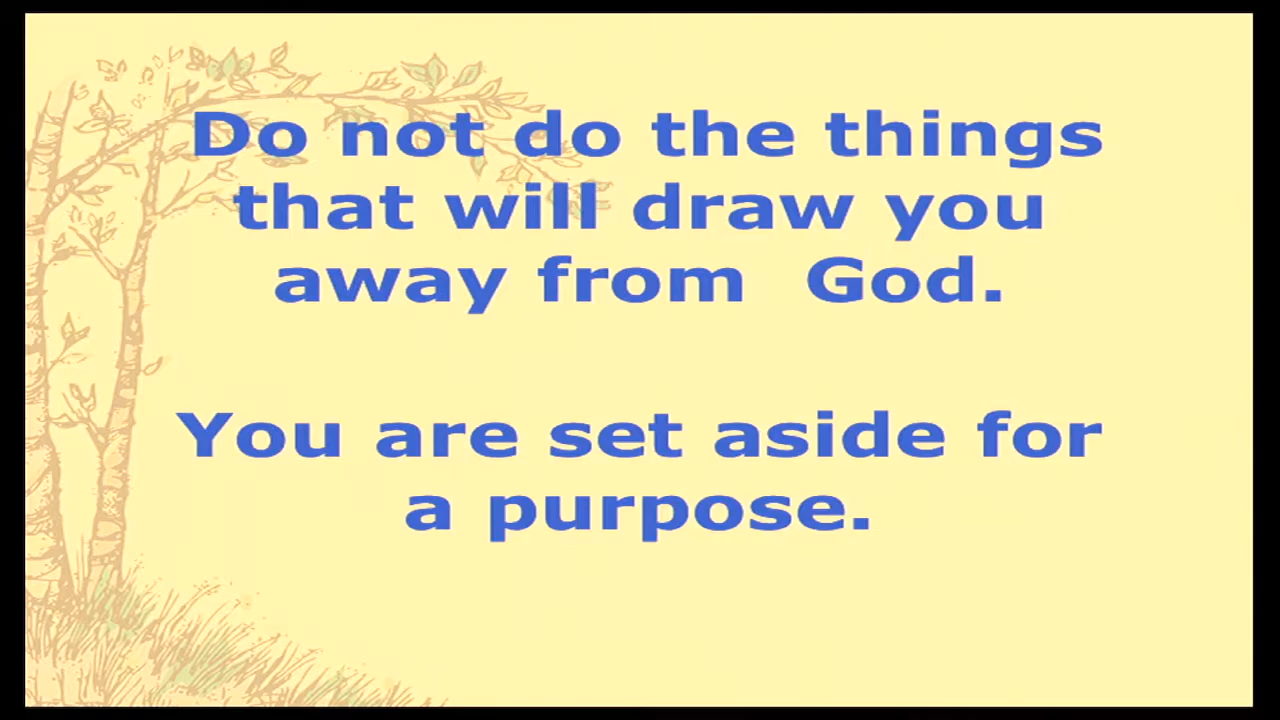 Do not do the things
that will draw you
away from  God.
You are set aside for
a purpose.